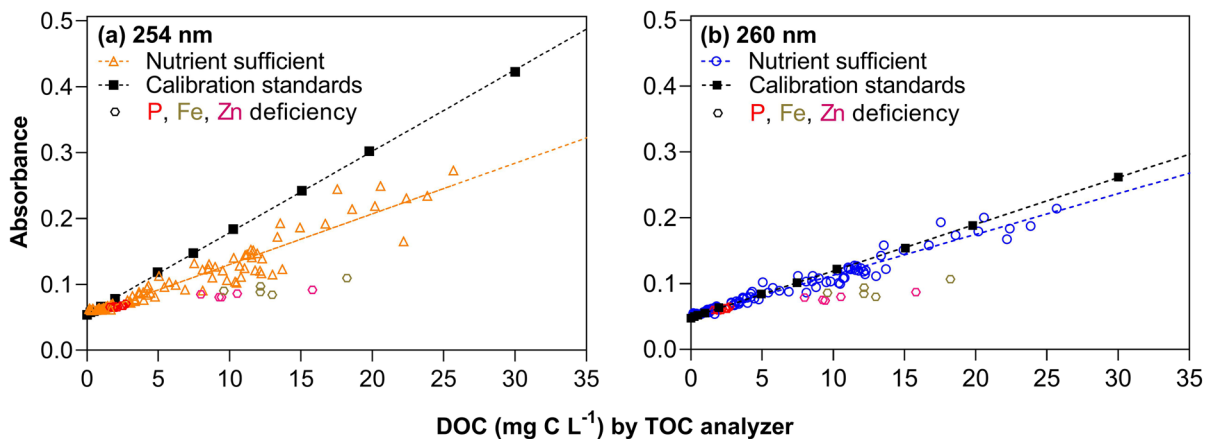 (a) 254 nm
Nutrient sufficient
Calibration standards
P, Fe, Zn deficiency
0.5
0.4
0.3
0.2
0.1
0.0
0 5 10 15 20 25 30 35
Absorbance
(b) 260 nm
Nutrient sufficient
Calibration standards
P, Fe, Zn deficiency
0.5
0.4
0.3
0.2
0.1
0.0
0 5 10 15 20 25 30 35
DOC (mg C L⁻¹) by TOC analyzer